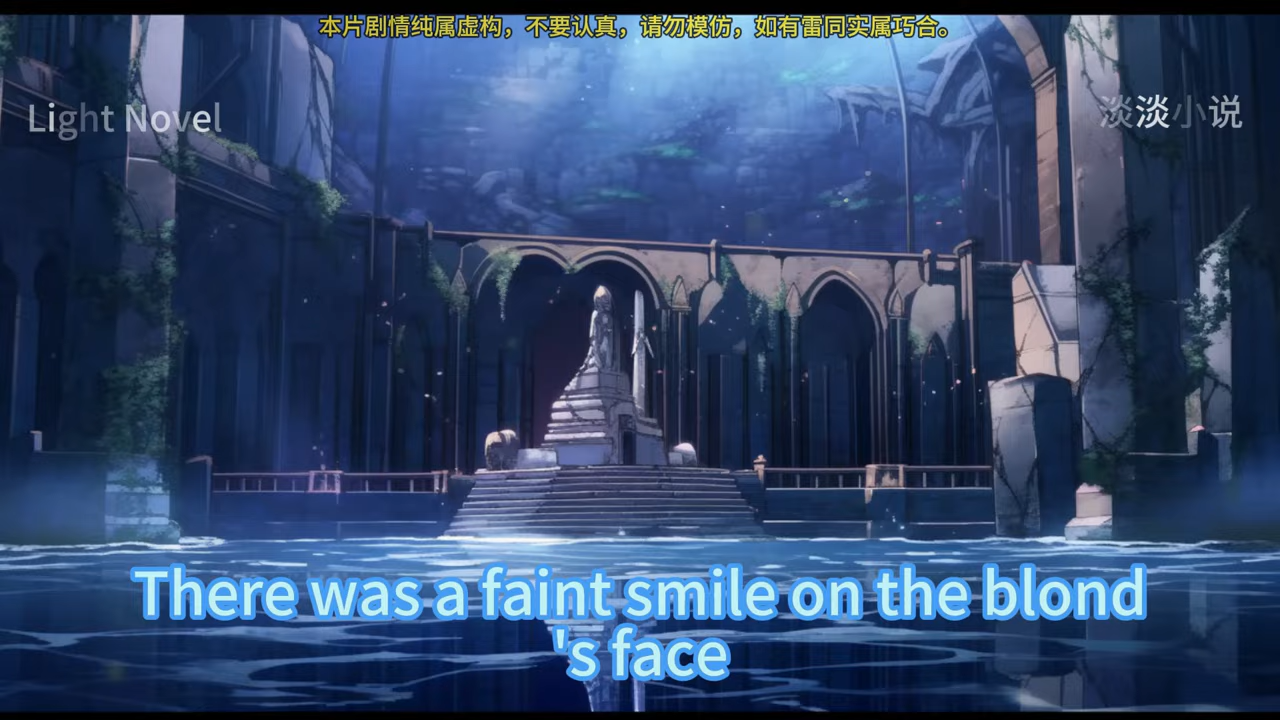 本片剧情纯属虚构，不要认真，请勿模仿，如有雷同实属巧合。
Light Novel
淡淡小说
There was a faint smile on the blond
's face